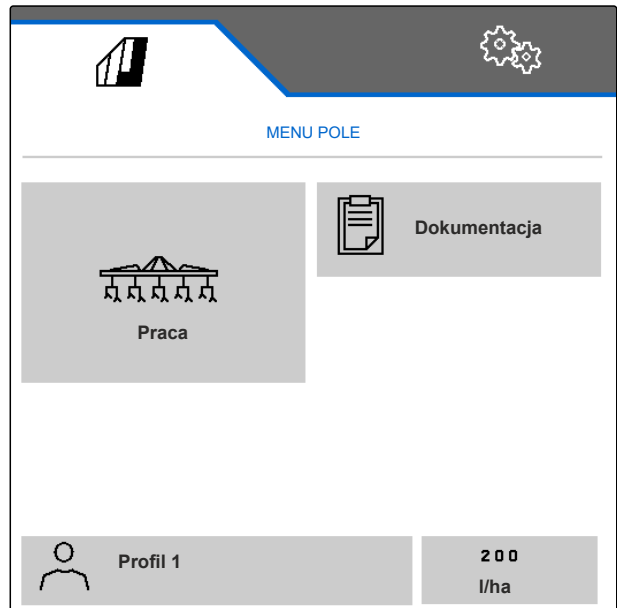 MENU POLE
Dokumentacja
Praca
Profil 1
200
l/ha